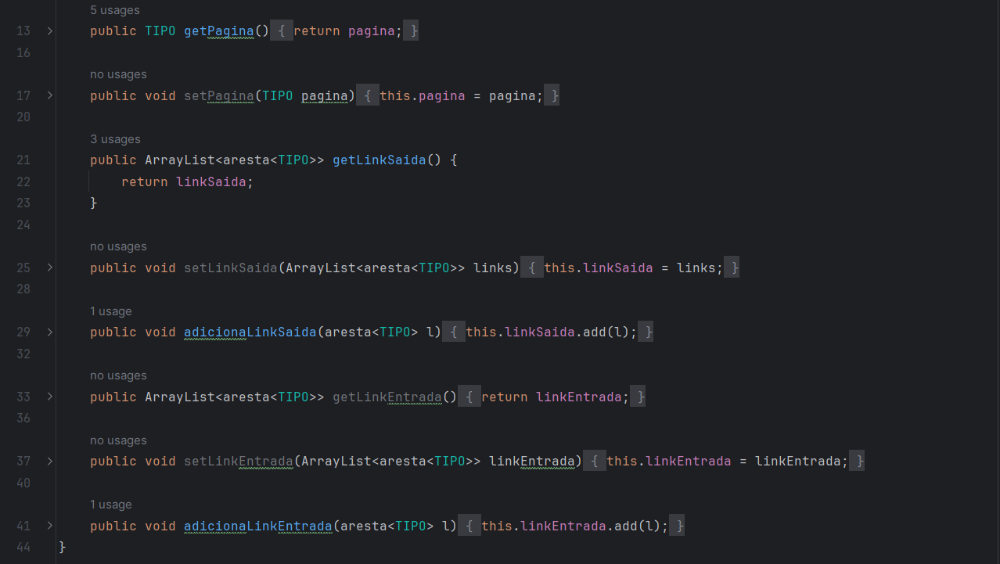 5 usages
13 public TIPO getPagina() { return pagina; }
16
no usages
17 public void setPagina(TIPO pagina) { this.pagina = pagina; }
20
3 usages
21 public ArrayList<aresta<TIPO>> getLinkSaida() {
22 return linkSaida;
23 }
24
no usages
25 public void setLinkSaida(ArrayList<aresta<TIPO>> links) { this.linkSaida = links; }
28
1 usage
29 public void adicionaLinkSaida(aresta<TIPO> l) { this.linkSaida.add(l); }
32
no usages
33 public ArrayList<aresta<TIPO>> getLinkEntrada() { return linkEntrada; }
36
no usages
37 public void setLinkEntrada(ArrayList<aresta<TIPO>> linkEntrada) { this.linkEntrada = linkEntrada; }
40
1 usage
41 public void adicionaLinkEntrada(aresta<TIPO> l) { this.linkEntrada.add(l); }
44 }